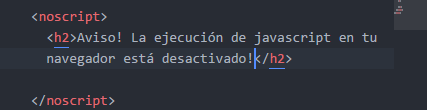 <noscript>
<h2>Aviso! La ejecución de javascript en tu
navegador está desactivado!</h2>
</noscript>